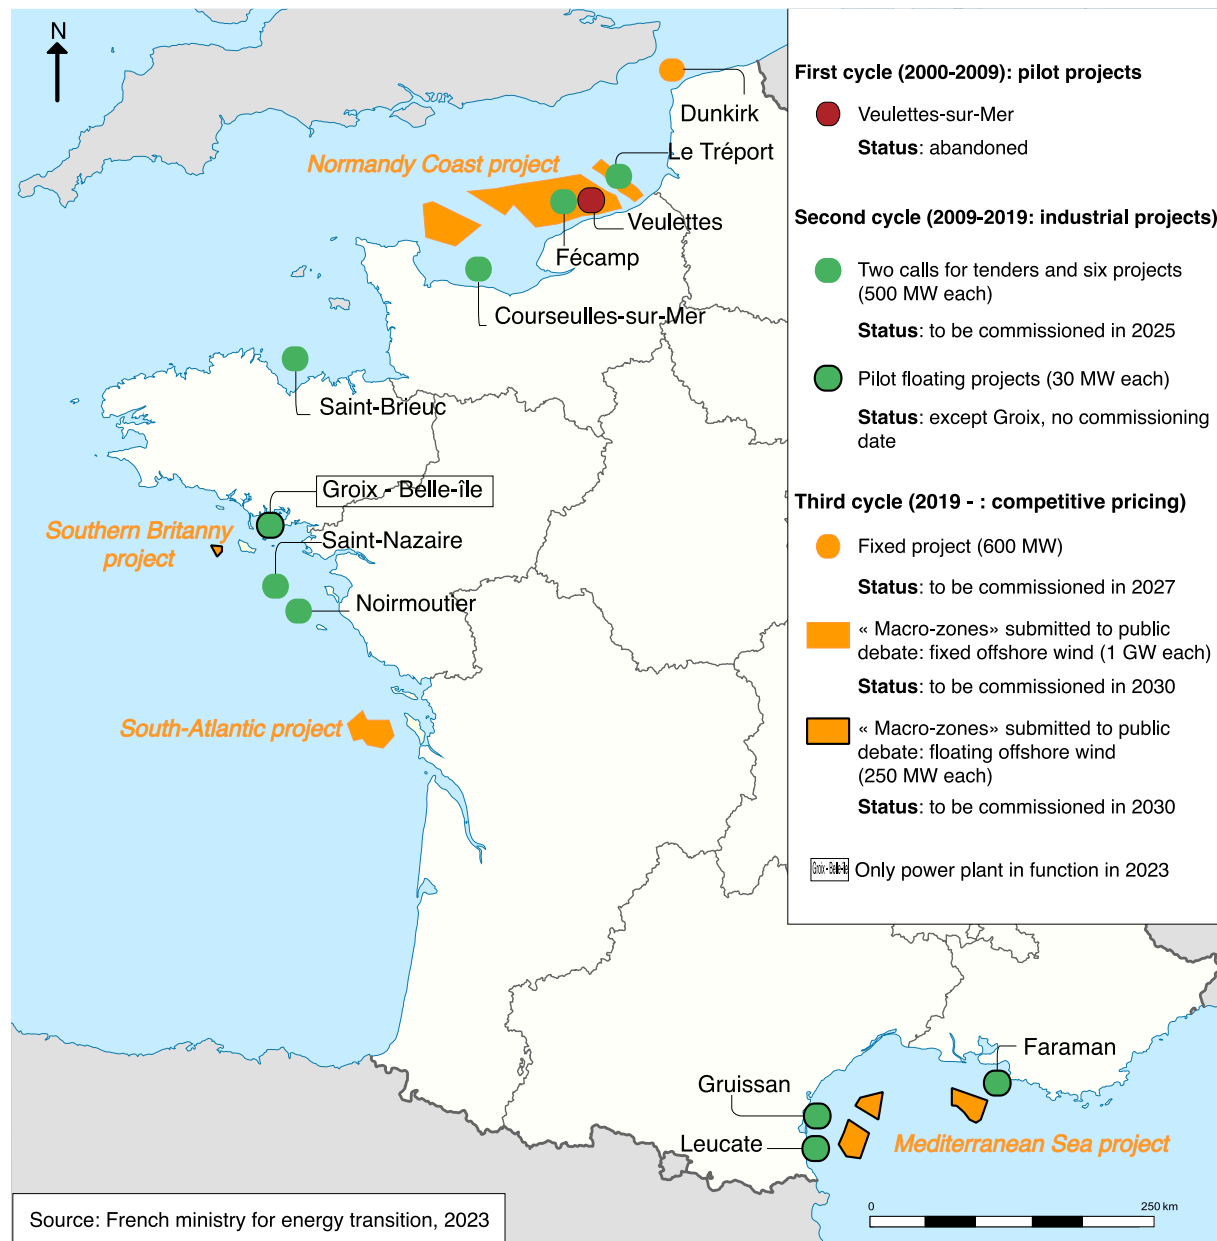 N
Dunkirk
Le Tréport
Normandy Coast project
Veulettes
Fécamp
Courseulles-sur-Mer
Saint-Brieuc
Groix - Belle-île
Southern Britanny
project
Saint-Nazaire
Noirmoutier
South-Atlantic project
Faraman
Gruissan
Leucate
Mediterranean Sea project
First cycle (2000-2009): pilot projects
Veulettes-sur-Mer
Status: abandoned
Second cycle (2009-2019: industrial projects)
Two calls for tenders and six projects
(500 MW each)
Status: to be commissioned in 2025
Pilot floating projects (30 MW each)
Status: except Groix, no commissioning
date
Third cycle (2019 - : competitive pricing)
Fixed project (600 MW)
Status: to be commissioned in 2027
« Macro-zones» submitted to public
debate: fixed offshore wind (1 GW each)
Status: to be commissioned in 2030
« Macro-zones» submitted to public
debate: floating offshore wind
(250 MW each)
Status: to be commissioned in 2030
Groix - Belle-île Only power plant in function in 2023
0 250 km
Source: French ministry for energy transition, 2023